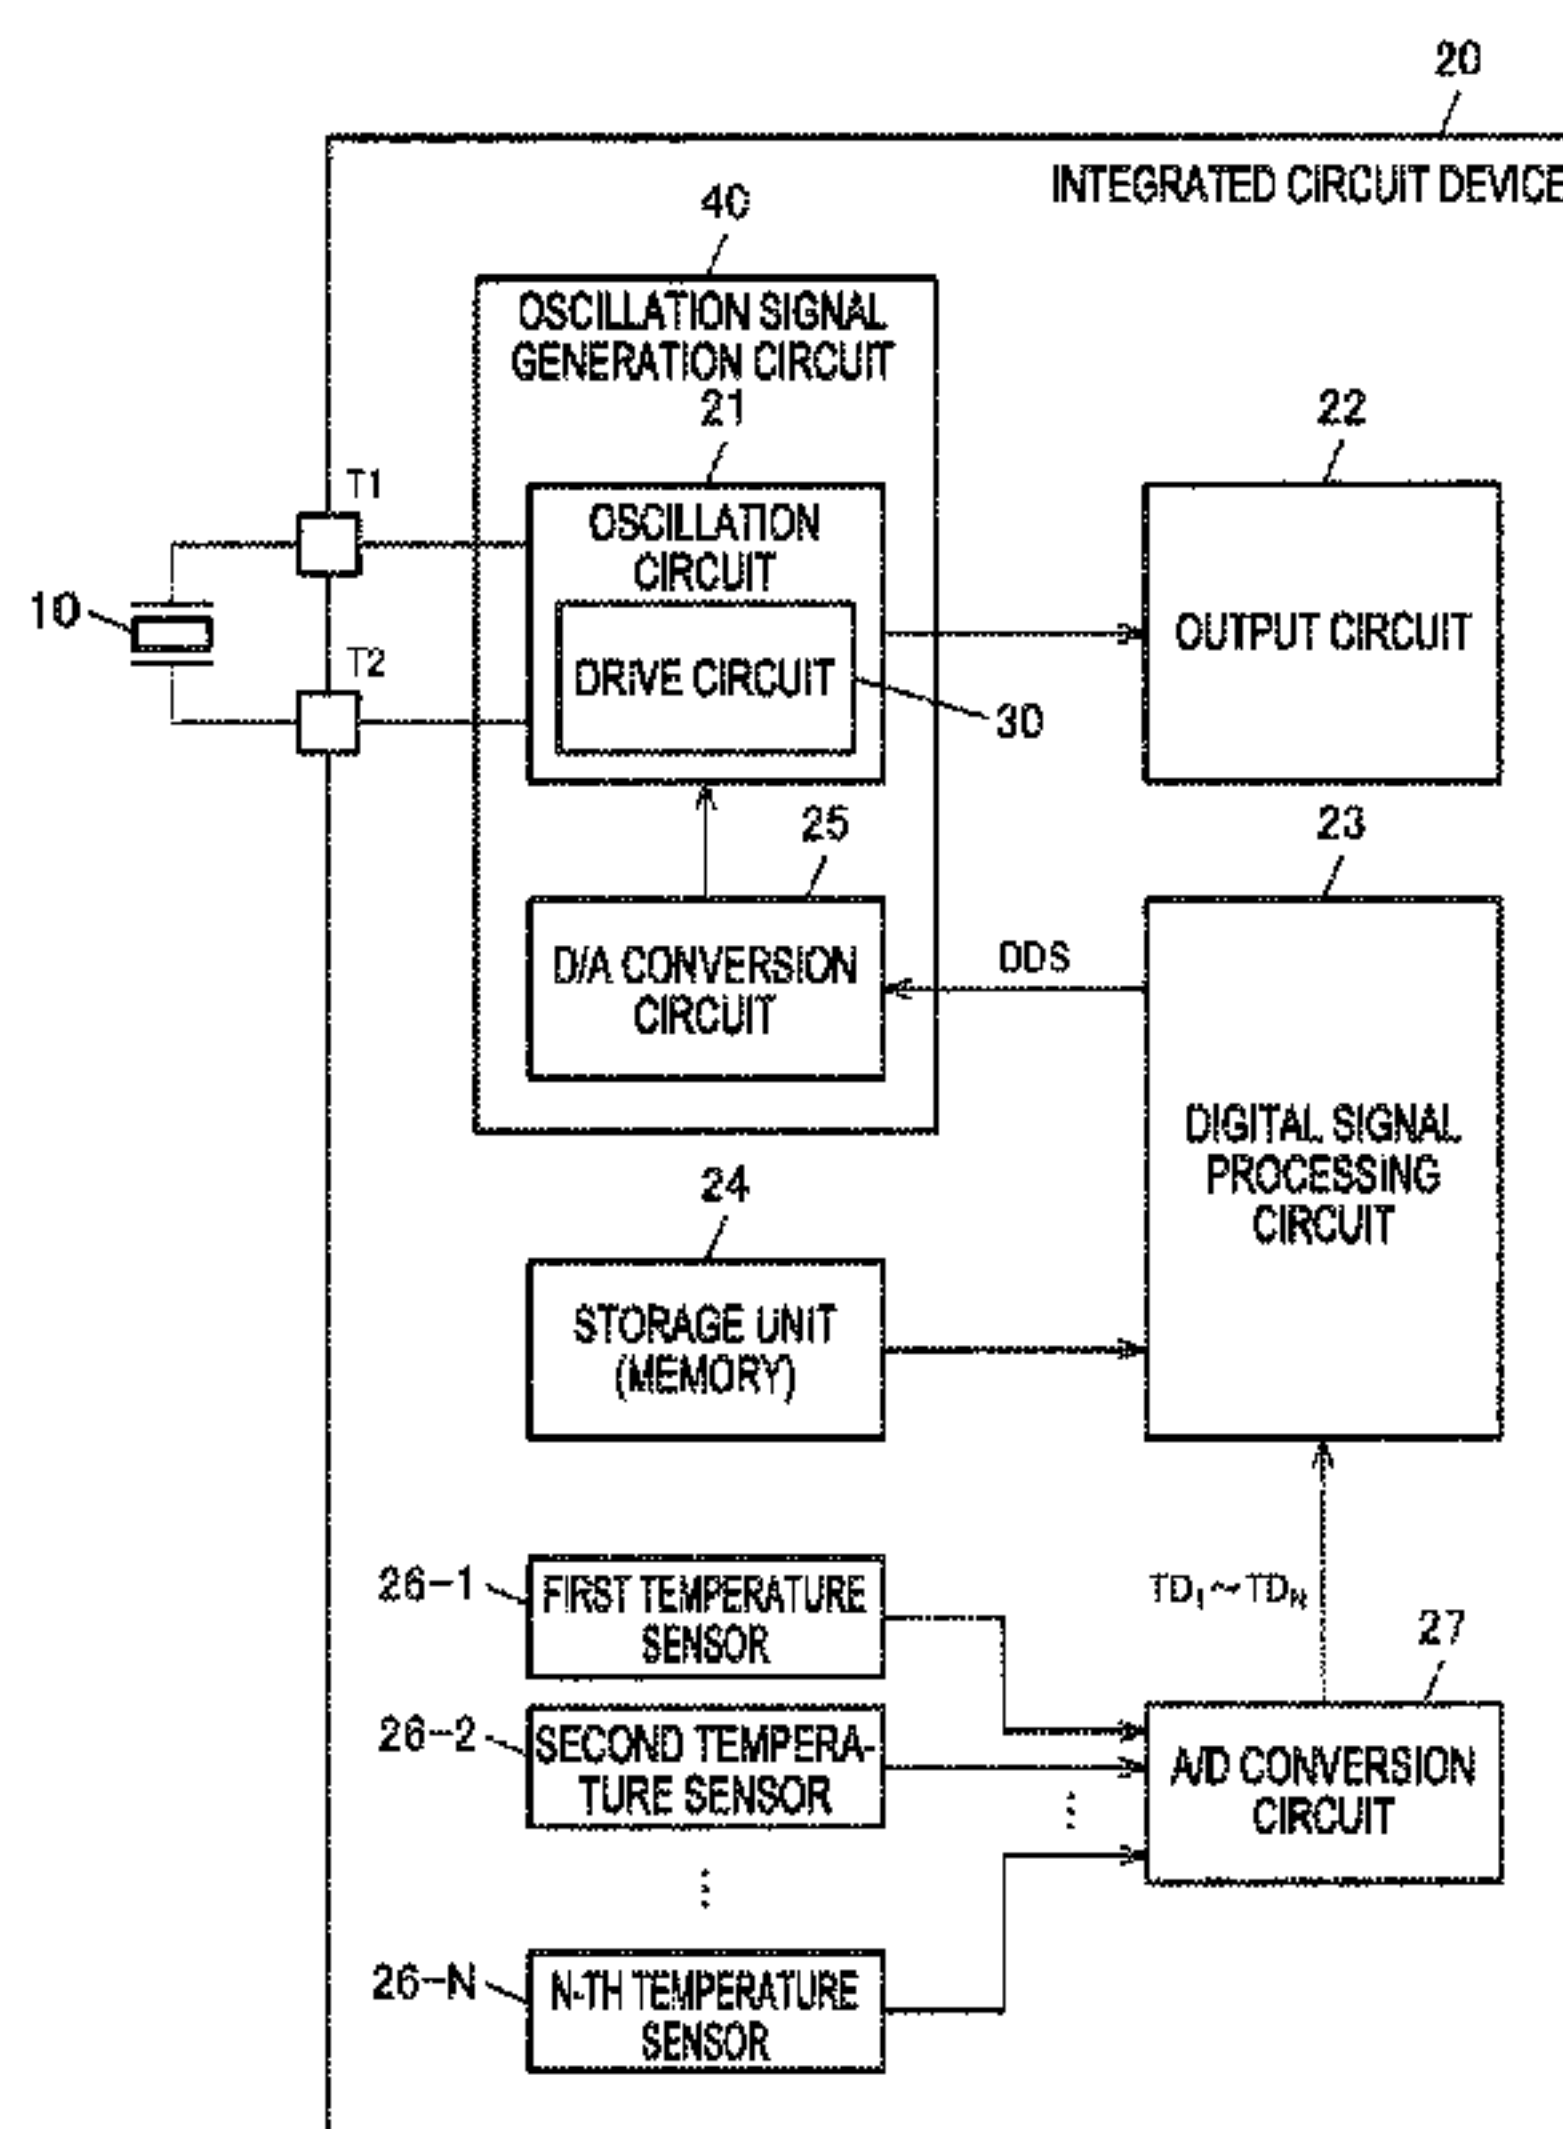 20
INTEGRATED CIRCUIT DEVICE
40
OSCILLATION SIGNAL
GENERATION CIRCUIT
21
22
T1
OSCILLATION
CIRCUIT
10
OUTPUT CIRCUIT
T2
DRIVE CIRCUIT
30
25
23
D/A CONVERSION
CIRCUIT
DDS
DIGITAL SIGNAL
PROCESSING
CIRCUIT
24
STORAGE UNIT
(MEMORY)
26-1
FIRST TEMPERATURE
SENSOR
TD₁~TD_N
27
26-2
SECOND TEMPERA-
TURE SENSOR
A/D CONVERSION
CIRCUIT
26-N
N-TH TEMPERATURE
SENSOR